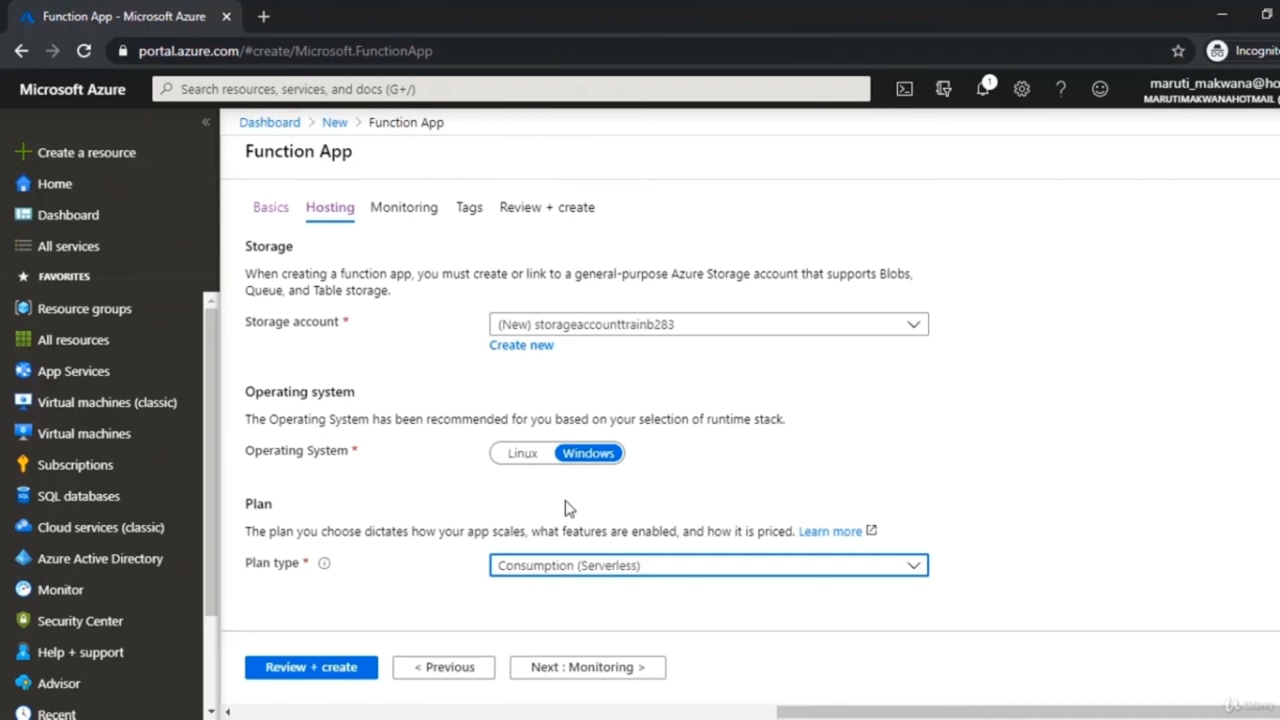 Function App - Microsoft Azure
portal.azure.com/#create/Microsoft.FunctionApp
Incognito
Microsoft Azure
Search resources, services, and docs (G+/)
1
maruti_makwana@ho
MARUTIMAKWANAHOTMAIL (
«
Create a resource
Home
Dashboard
All services
FAVORITES
Resource groups
All resources
App Services
Virtual machines (classic)
Virtual machines
Subscriptions
SQL databases
Cloud services (classic)
Azure Active Directory
Monitor
Security Center
Help + support
Advisor
Recent
Dashboard > New > Function App
Function App
Basics Hosting Monitoring Tags Review + create
Storage
When creating a function app, you must create or link to a general-purpose Azure Storage account that supports Blobs,
Queue, and Table storage.
Storage account * (New) storageaccounttrainb283
Create new
Operating system
The Operating System has been recommended for you based on your selection of runtime stack.
Operating System * Linux Windows
Plan
The plan you choose dictates how your app scales, what features are enabled, and how it is priced. Learn more
Plan type * Consumption (Serverless)
Review + create < Previous Next : Monitoring >
Udemy